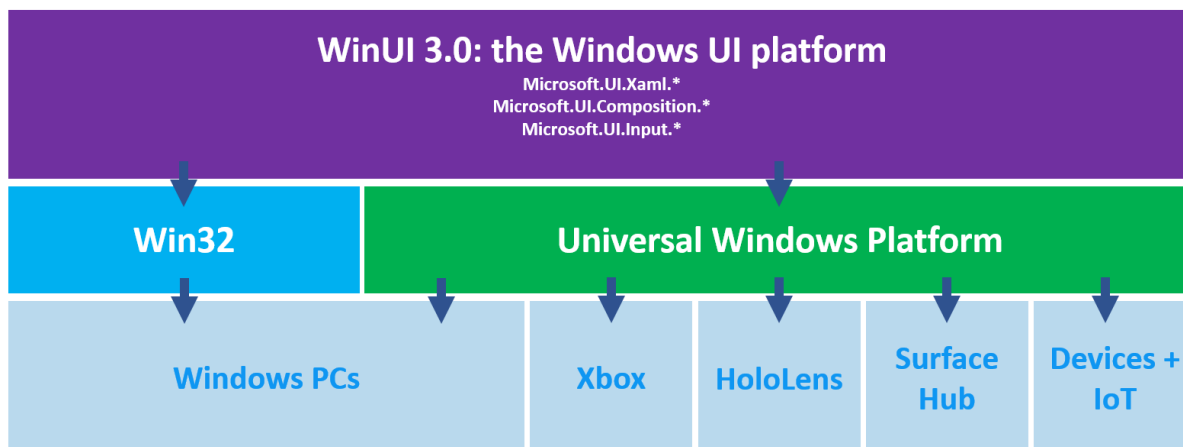 WinUI 3.0: the Windows UI platform
Microsoft.UI.Xaml.*
Microsoft.UI.Composition.*
Microsoft.UI.Input.*
Win32
Universal Windows Platform
Windows PCs
Xbox
HoloLens
Surface
Hub
Devices +
IoT